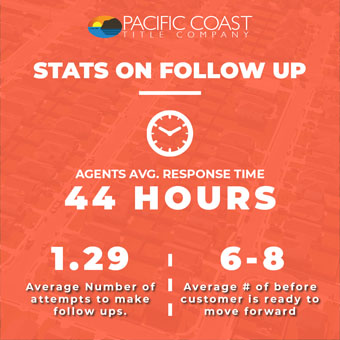 PACIFIC COAST
TITLE COMPANY
STATS ON FOLLOW UP
AGENTS AVG. RESPONSE TIME
44 HOURS
1.29
Average Number of
attempts to make
follow ups.
6-8
Average # of before
customer is ready to
move forward